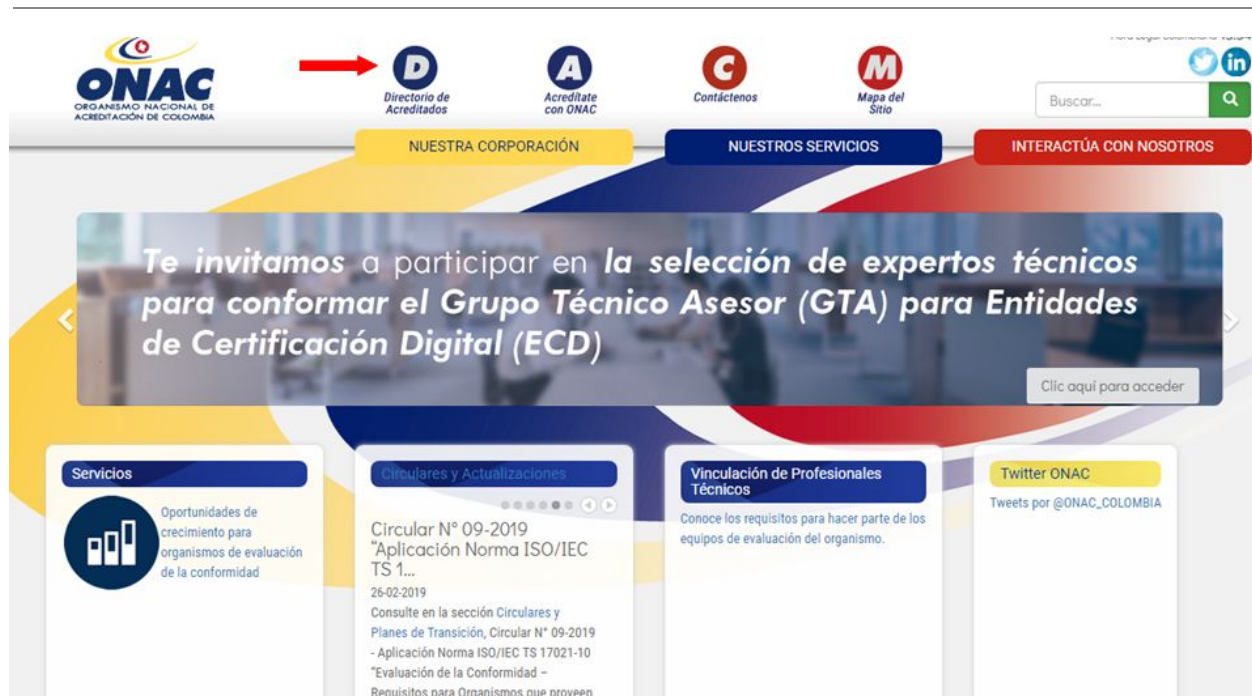 ONAC
ORGANISMO NACIONAL DE
ACREDITACIÓN DE COLOMBIA
D
Directorio de
Acreditados
A
Acredítate
con ONAC
C
Contáctenos
M
Mapa del
Sitio
in
Buscar...
NUESTRA CORPORACIÓN
NUESTROS SERVICIOS
INTERACTÚA CON NOSOTROS
Te invitamos a participar en la selección de expertos técnicos
para conformar el Grupo Técnico Asesor (GTA) para Entidades
de Certificación Digital (ECD)
Clic aquí para acceder
Servicios
Oportunidades de
crecimiento para
organismos de evaluación
de la conformidad
Circulares y Actualizaciones
Circular N° 09-2019
"Aplicación Norma ISO/IEC
TS 1...
26-02-2019
Consulte en la sección Circulares y
Planes de Transición, Circular N° 09-2019
- Aplicación Norma ISO/IEC TS 17021-10
"Evaluación de la Conformidad –
Requisitos para Organismos que proveen
Vinculación de Profesionales
Técnicos
Conoce los requisitos para hacer parte de los
equipos de evaluación del organismo.
Twitter ONAC
Tweets por @ONAC_COLOMBIA